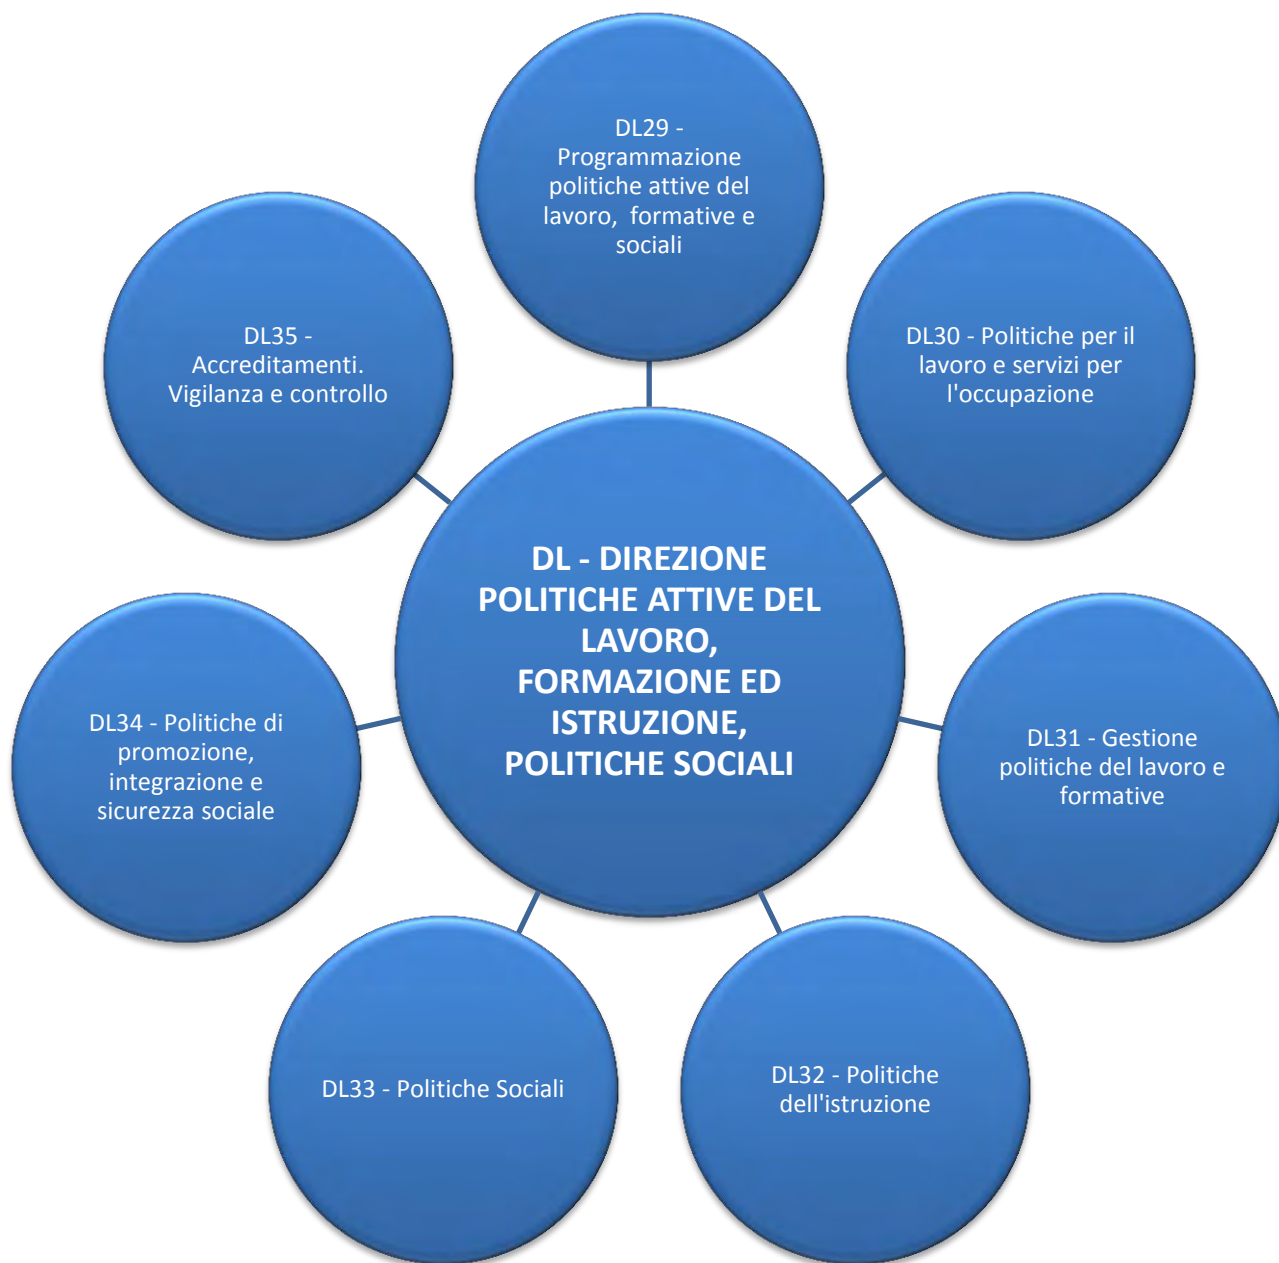 DL29 -
Programmazione
politiche attive del
lavoro,  formative e
sociali
DL30 - Politiche per il
lavoro e servizi per
l'occupazione
DL31 - Gestione
politiche del lavoro e
formative
DL32 - Politiche
dell'istruzione
DL33 - Politiche Sociali
DL34 - Politiche di
promozione,
integrazione e
sicurezza sociale
DL35 -
Accreditamenti.
Vigilanza e controllo
DL - DIREZIONE
POLITICHE ATTIVE DEL
LAVORO,
FORMAZIONE ED
ISTRUZIONE,
POLITICHE SOCIALI